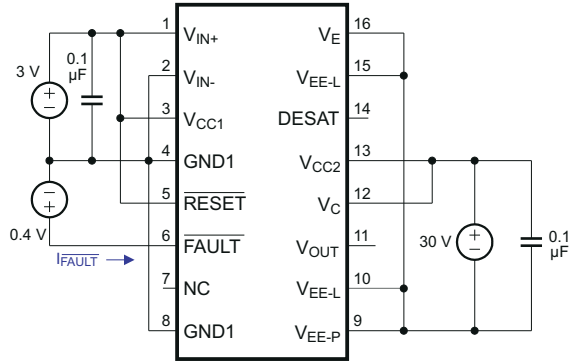 1 V_IN+ V_E 16
0.1 µF
2 V_IN- V_EE-L 15
3 V
3 V_CC1 DESAT 14
4 GND1 V_CC2 13
5 RESET V_C 12
0.4 V
6 FAULT V_OUT 11
30 V
0.1 µF
I_FAULT
7 NC V_EE-L 10
8 GND1 V_EE-P 9